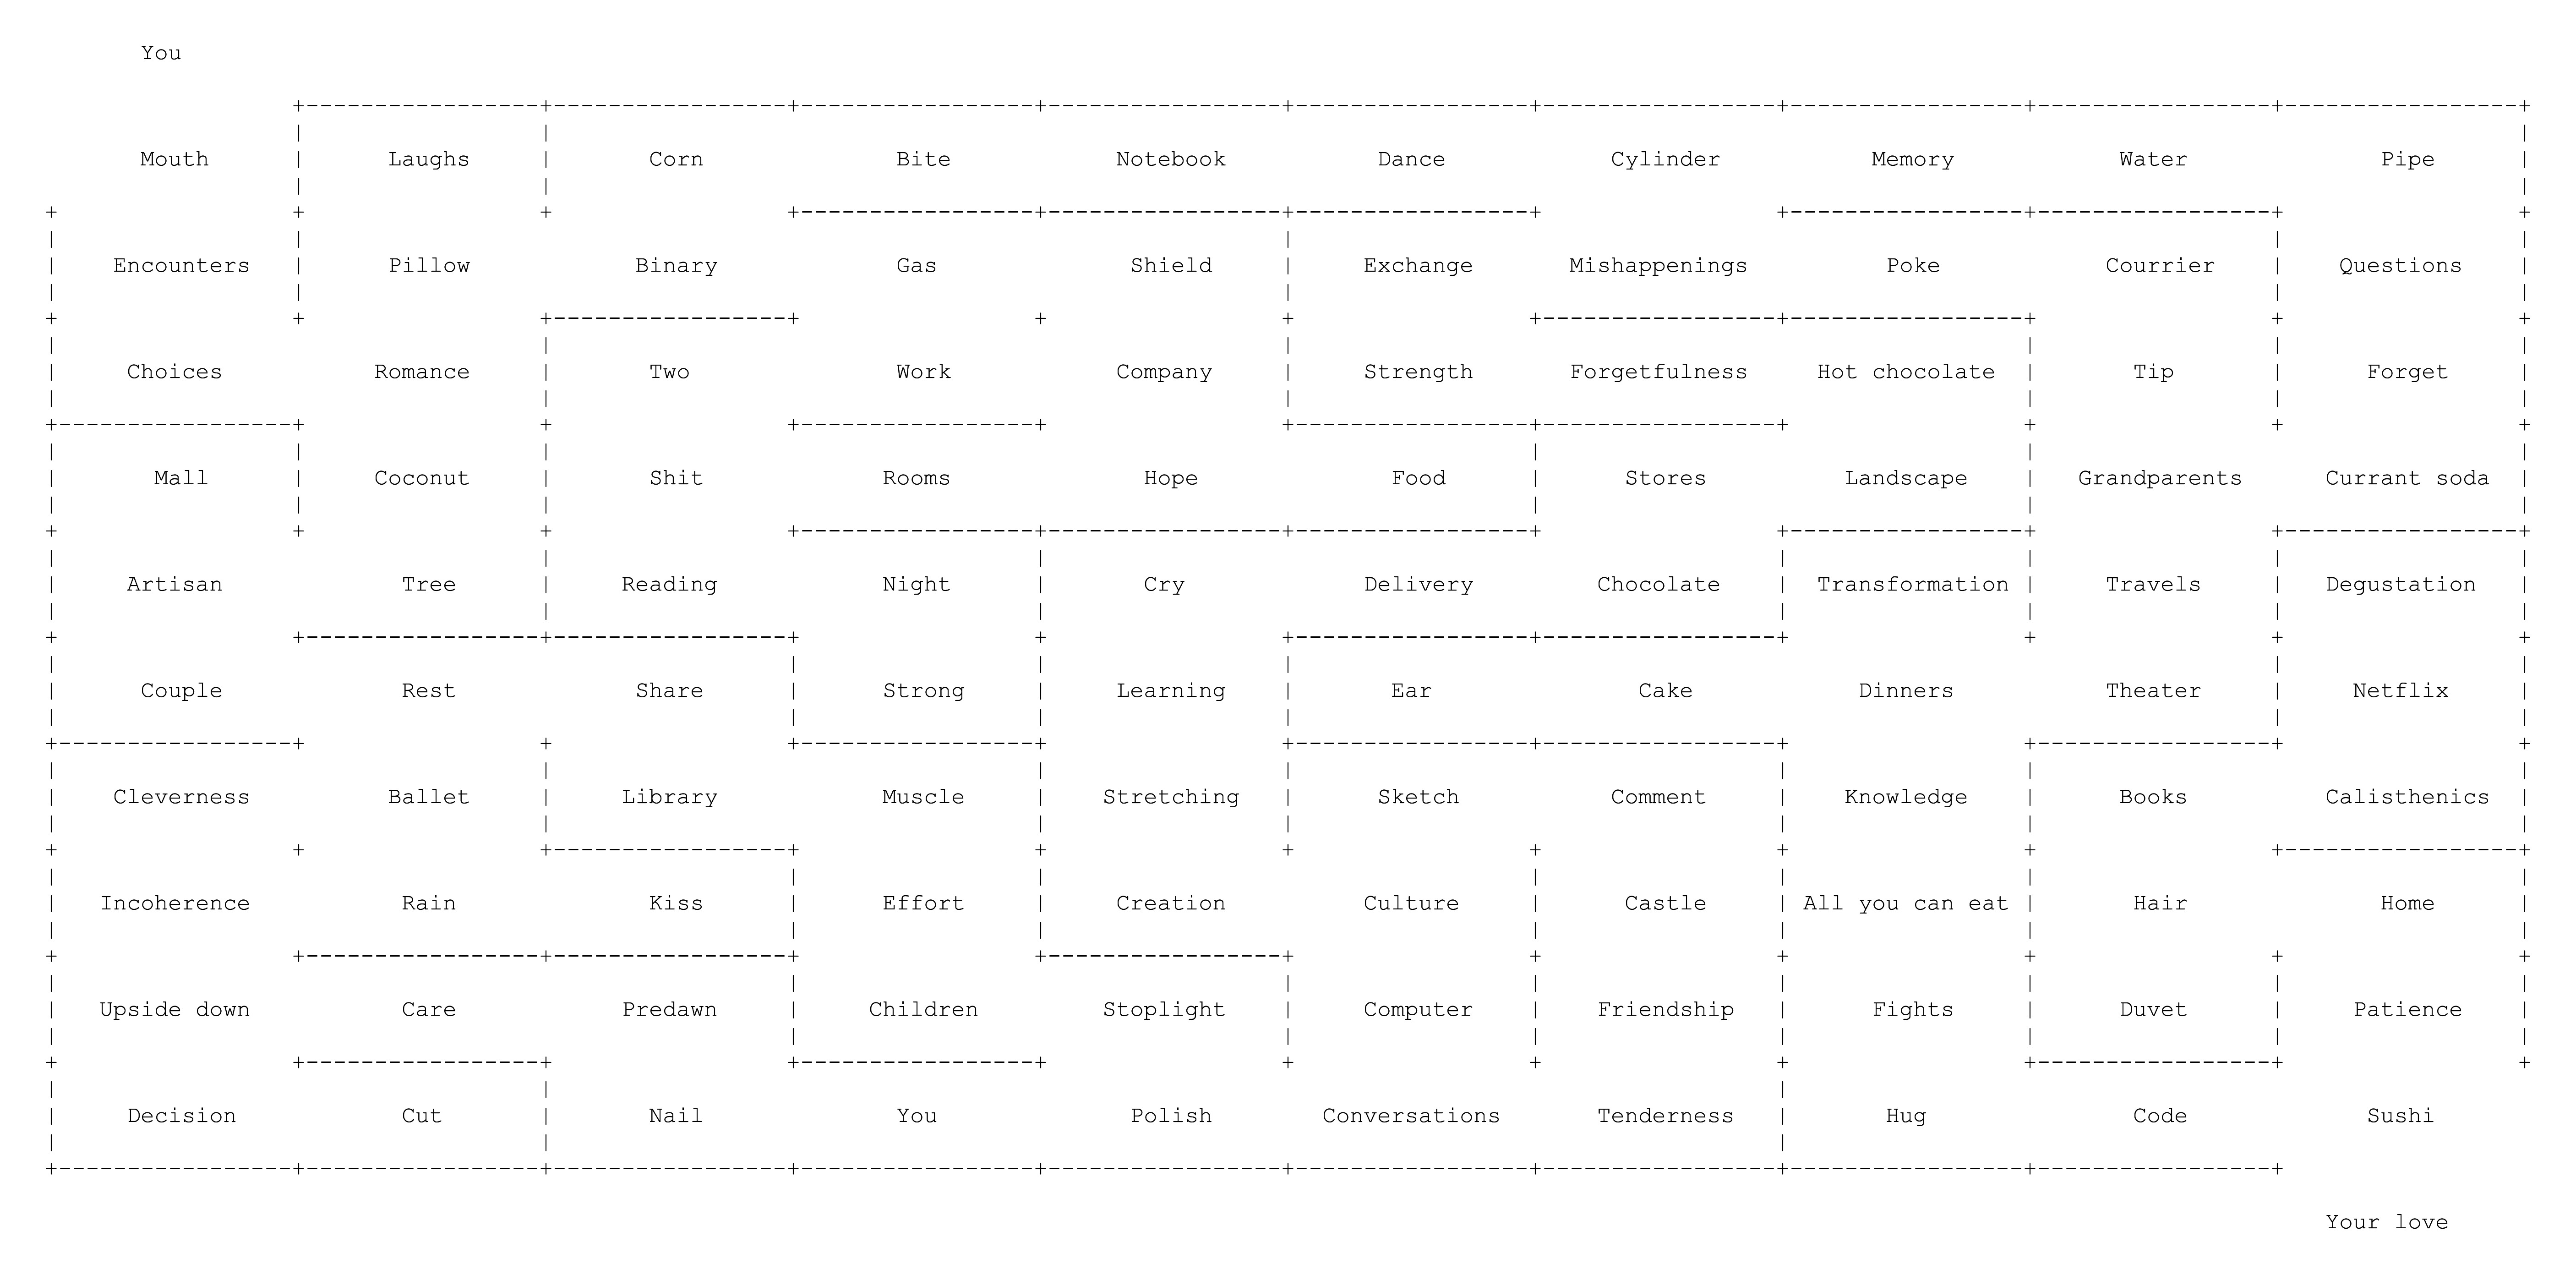 You
Mouth Laughs Corn Bite Notebook Dance Cylinder Memory Water Pipe
Encounters Pillow Binary Gas Shield Exchange Mishappenings Poke Courrier Questions
Choices Romance Two Work Company Strength Forgetfulness Hot chocolate Tip Forget
Mall Coconut Shit Rooms Hope Food Stores Landscape Grandparents Currant soda
Artisan Tree Reading Night Cry Delivery Chocolate Transformation Travels Degustation
Couple Rest Share Strong Learning Ear Cake Dinners Theater Netflix
Cleverness Ballet Library Muscle Stretching Sketch Comment Knowledge Books Calisthenics
Incoherence Rain Kiss Effort Creation Culture Castle All you can eat Hair Home
Upside down Care Predawn Children Stoplight Computer Friendship Fights Duvet Patience
Decision Cut Nail You Polish Conversations Tenderness Hug Code Sushi
Your love